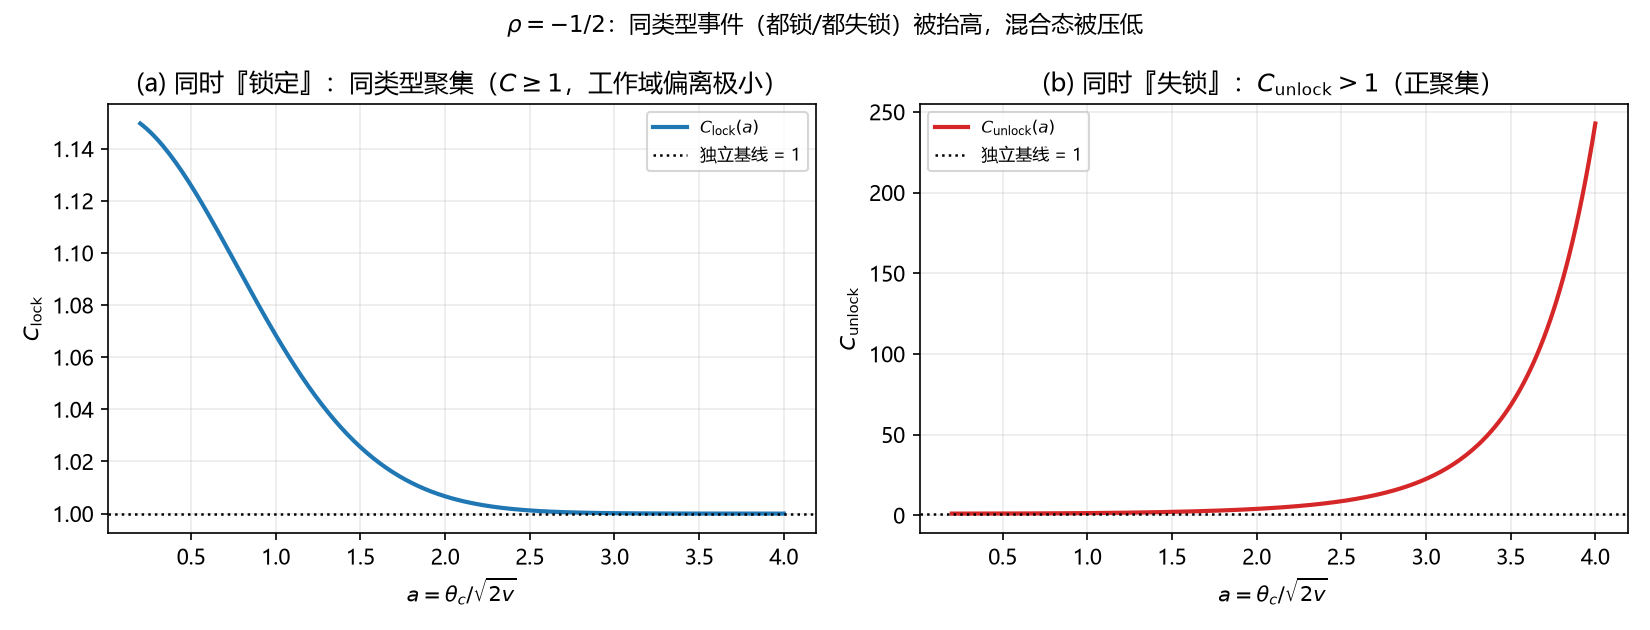 ρ = −1/2：同类型事件（都锁/都失锁）被抬高，混合态被压低
(a) 同时『锁定』：同类型聚集（C ≥ 1，工作域偏离极小）
C_lock(a)
独立基线 = 1
1.14
1.12
1.10
1.08
1.06
1.04
1.02
1.00
C_lock
0.5 1.0 1.5 2.0 2.5 3.0 3.5 4.0
a = θ_c/√2v
(b) 同时『失锁』：C_unlock > 1（正聚集）
C_unlock(a)
独立基线 = 1
250
200
150
100
50
0
C_unlock
0.5 1.0 1.5 2.0 2.5 3.0 3.5 4.0
a = θ_c/√2v